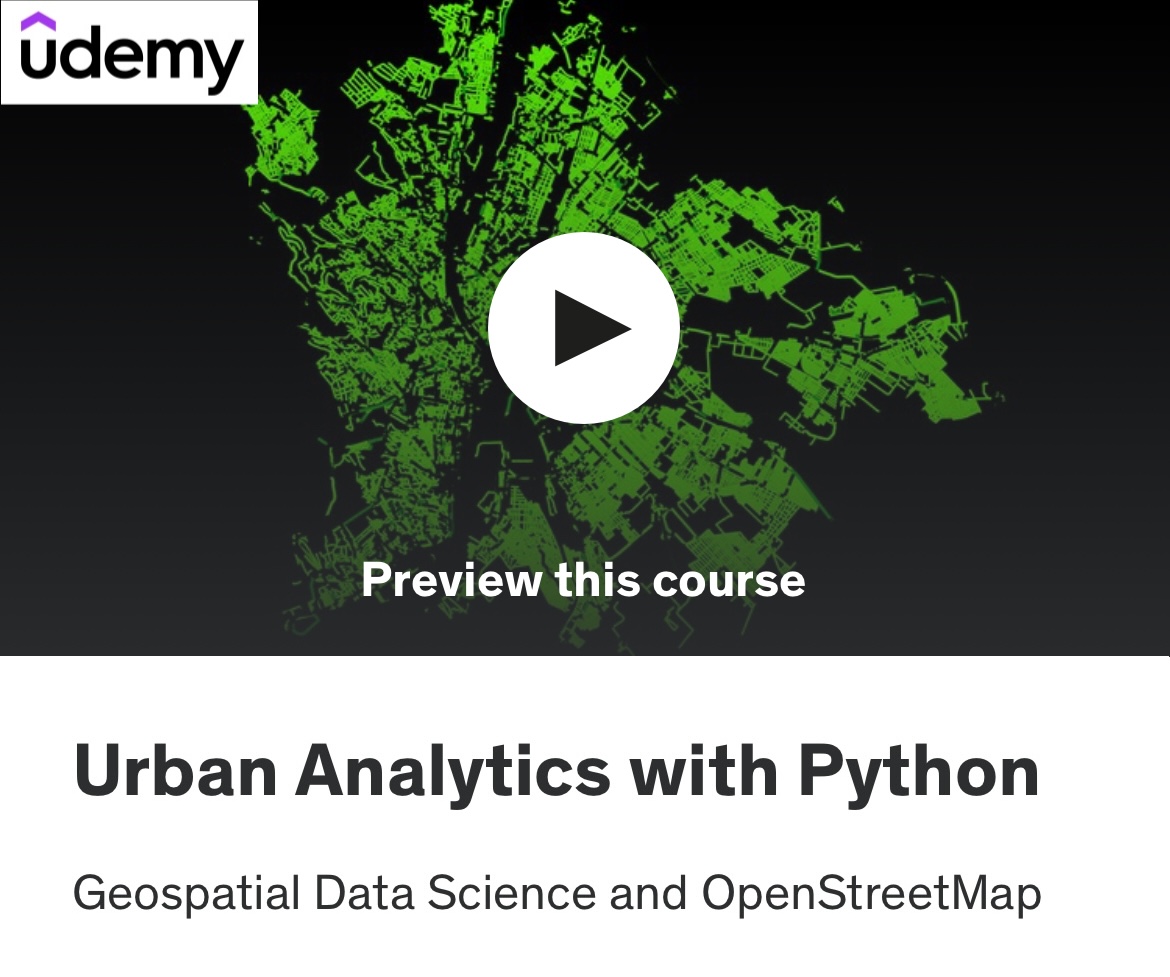 udemy
Preview this course
Urban Analytics with Python
Geospatial Data Science and OpenStreetMap